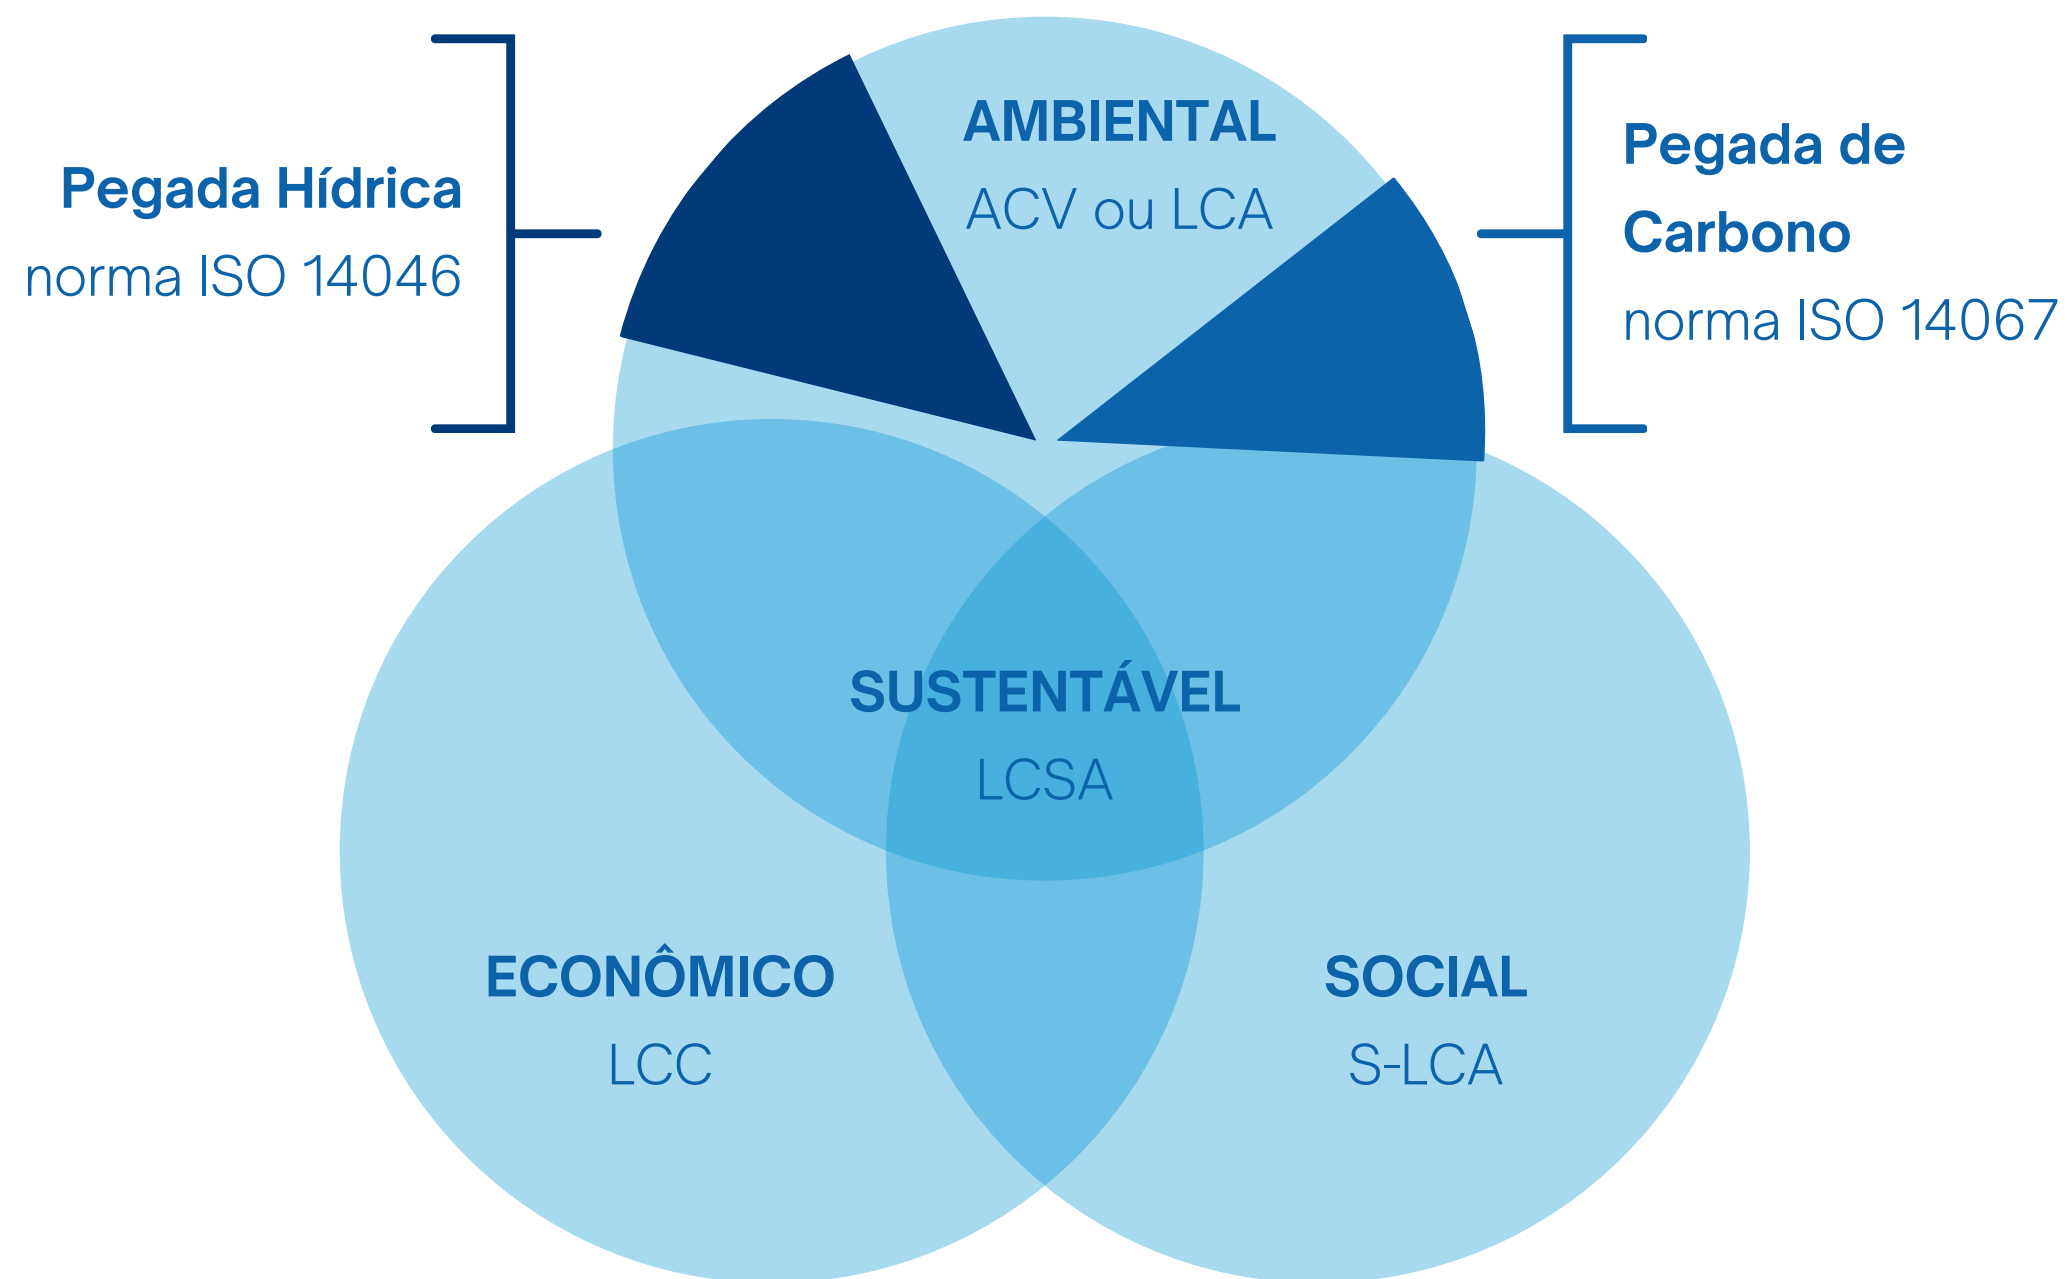 AMBIENTAL
ACV ou LCA
Pegada Hídrica
norma ISO 14046
Pegada de
Carbono
norma ISO 14067
SUSTENTÁVEL
LCSA
ECONÔMICO
LCC
SOCIAL
S-LCA